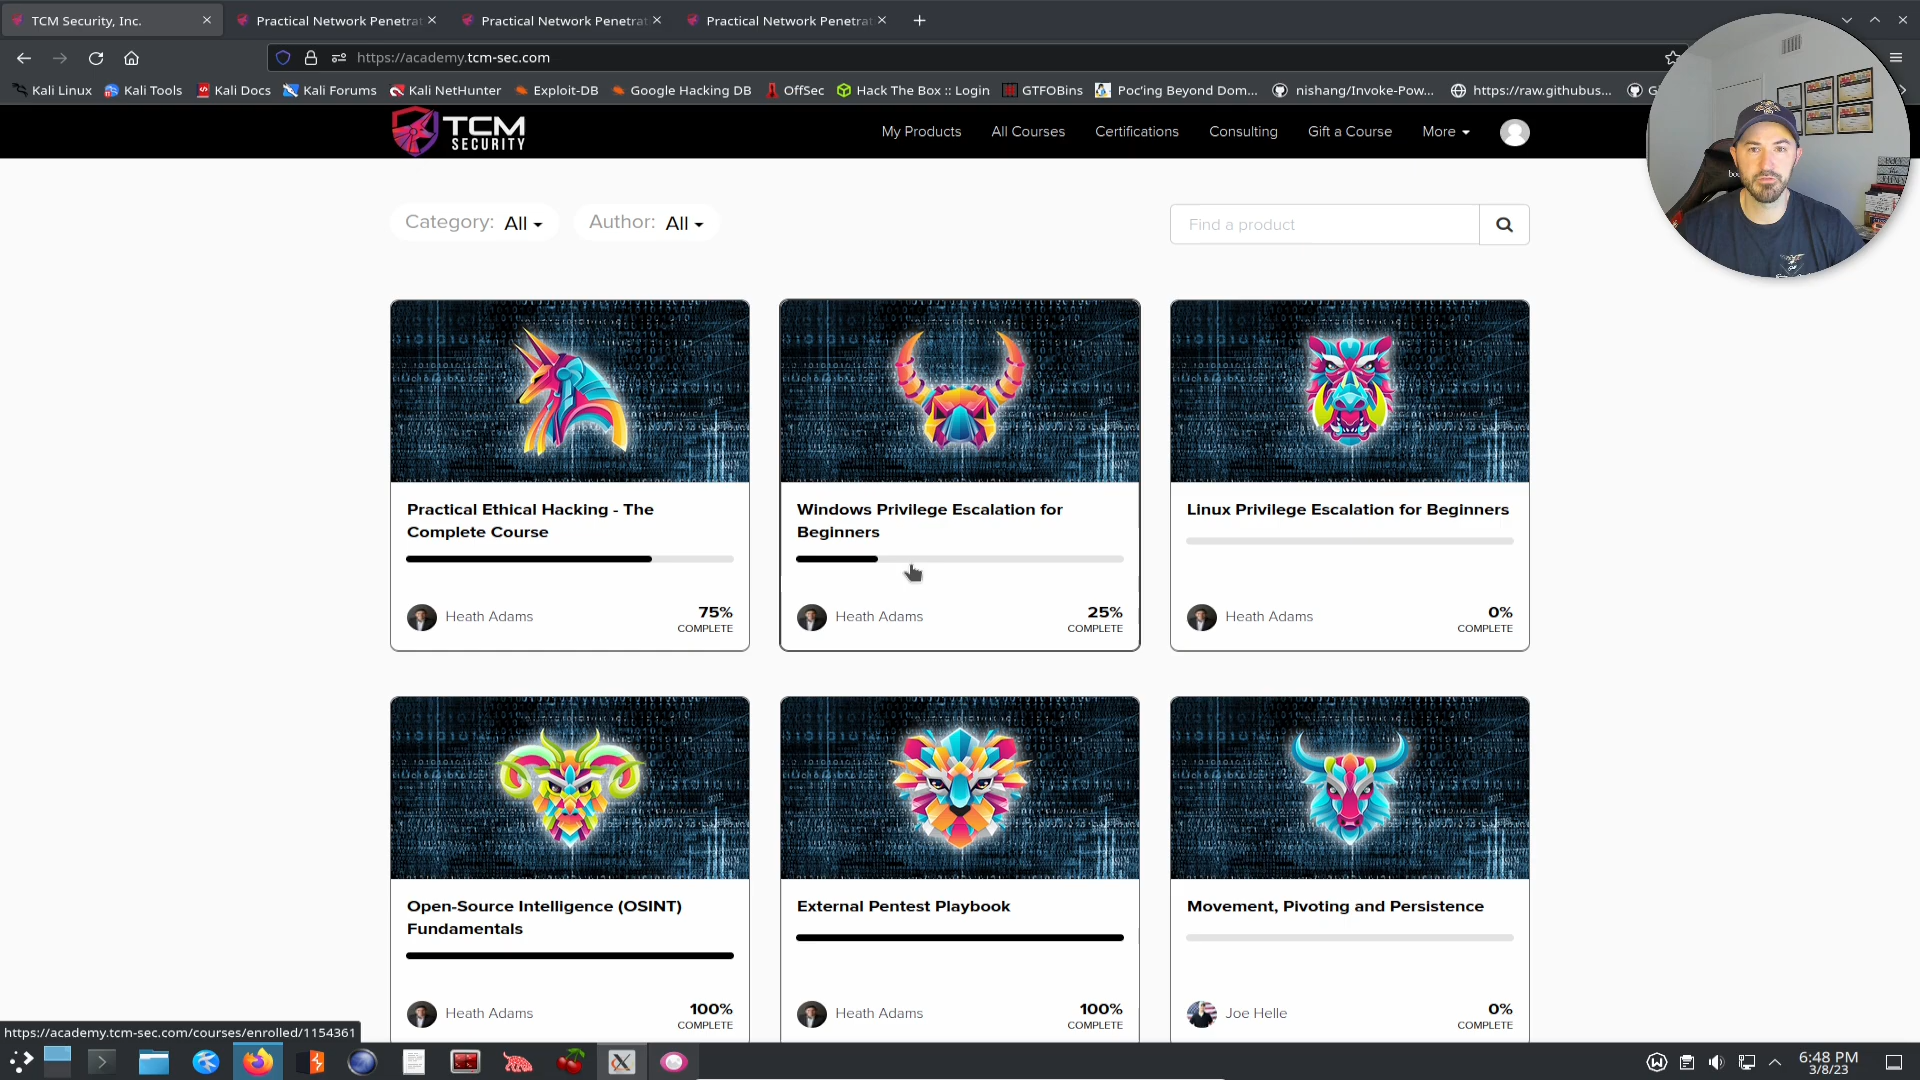 TCM Security, Inc.
Practical Network Penetrat
Practical Network Penetrat
Practical Network Penetrat
https://academy.tcm-sec.com
Kali Linux
Kali Tools
Kali Docs
Kali Forums
Kali NetHunter
Exploit-DB
Google Hacking DB
OffSec
Hack The Box :: Login
GTFOBins
Poc'ing Beyond Dom...
nishang/Invoke-Pow...
https://raw.githubus...
TCM
SECURITY
My Products
All Courses
Certifications
Consulting
Gift a Course
More
Category: All
Author: All
Find a product
Practical Ethical Hacking - The
Complete Course
Heath Adams
75%
COMPLETE
Windows Privilege Escalation for
Beginners
Heath Adams
25%
COMPLETE
Linux Privilege Escalation for Beginners
Heath Adams
0%
COMPLETE
Open-Source Intelligence (OSINT)
Fundamentals
Heath Adams
100%
COMPLETE
External Pentest Playbook
Heath Adams
100%
COMPLETE
Movement, Pivoting and Persistence
Joe Helle
0%
COMPLETE
https://academy.tcm-sec.com/courses/enrolled/1154361
6:48 PM
3/8/23